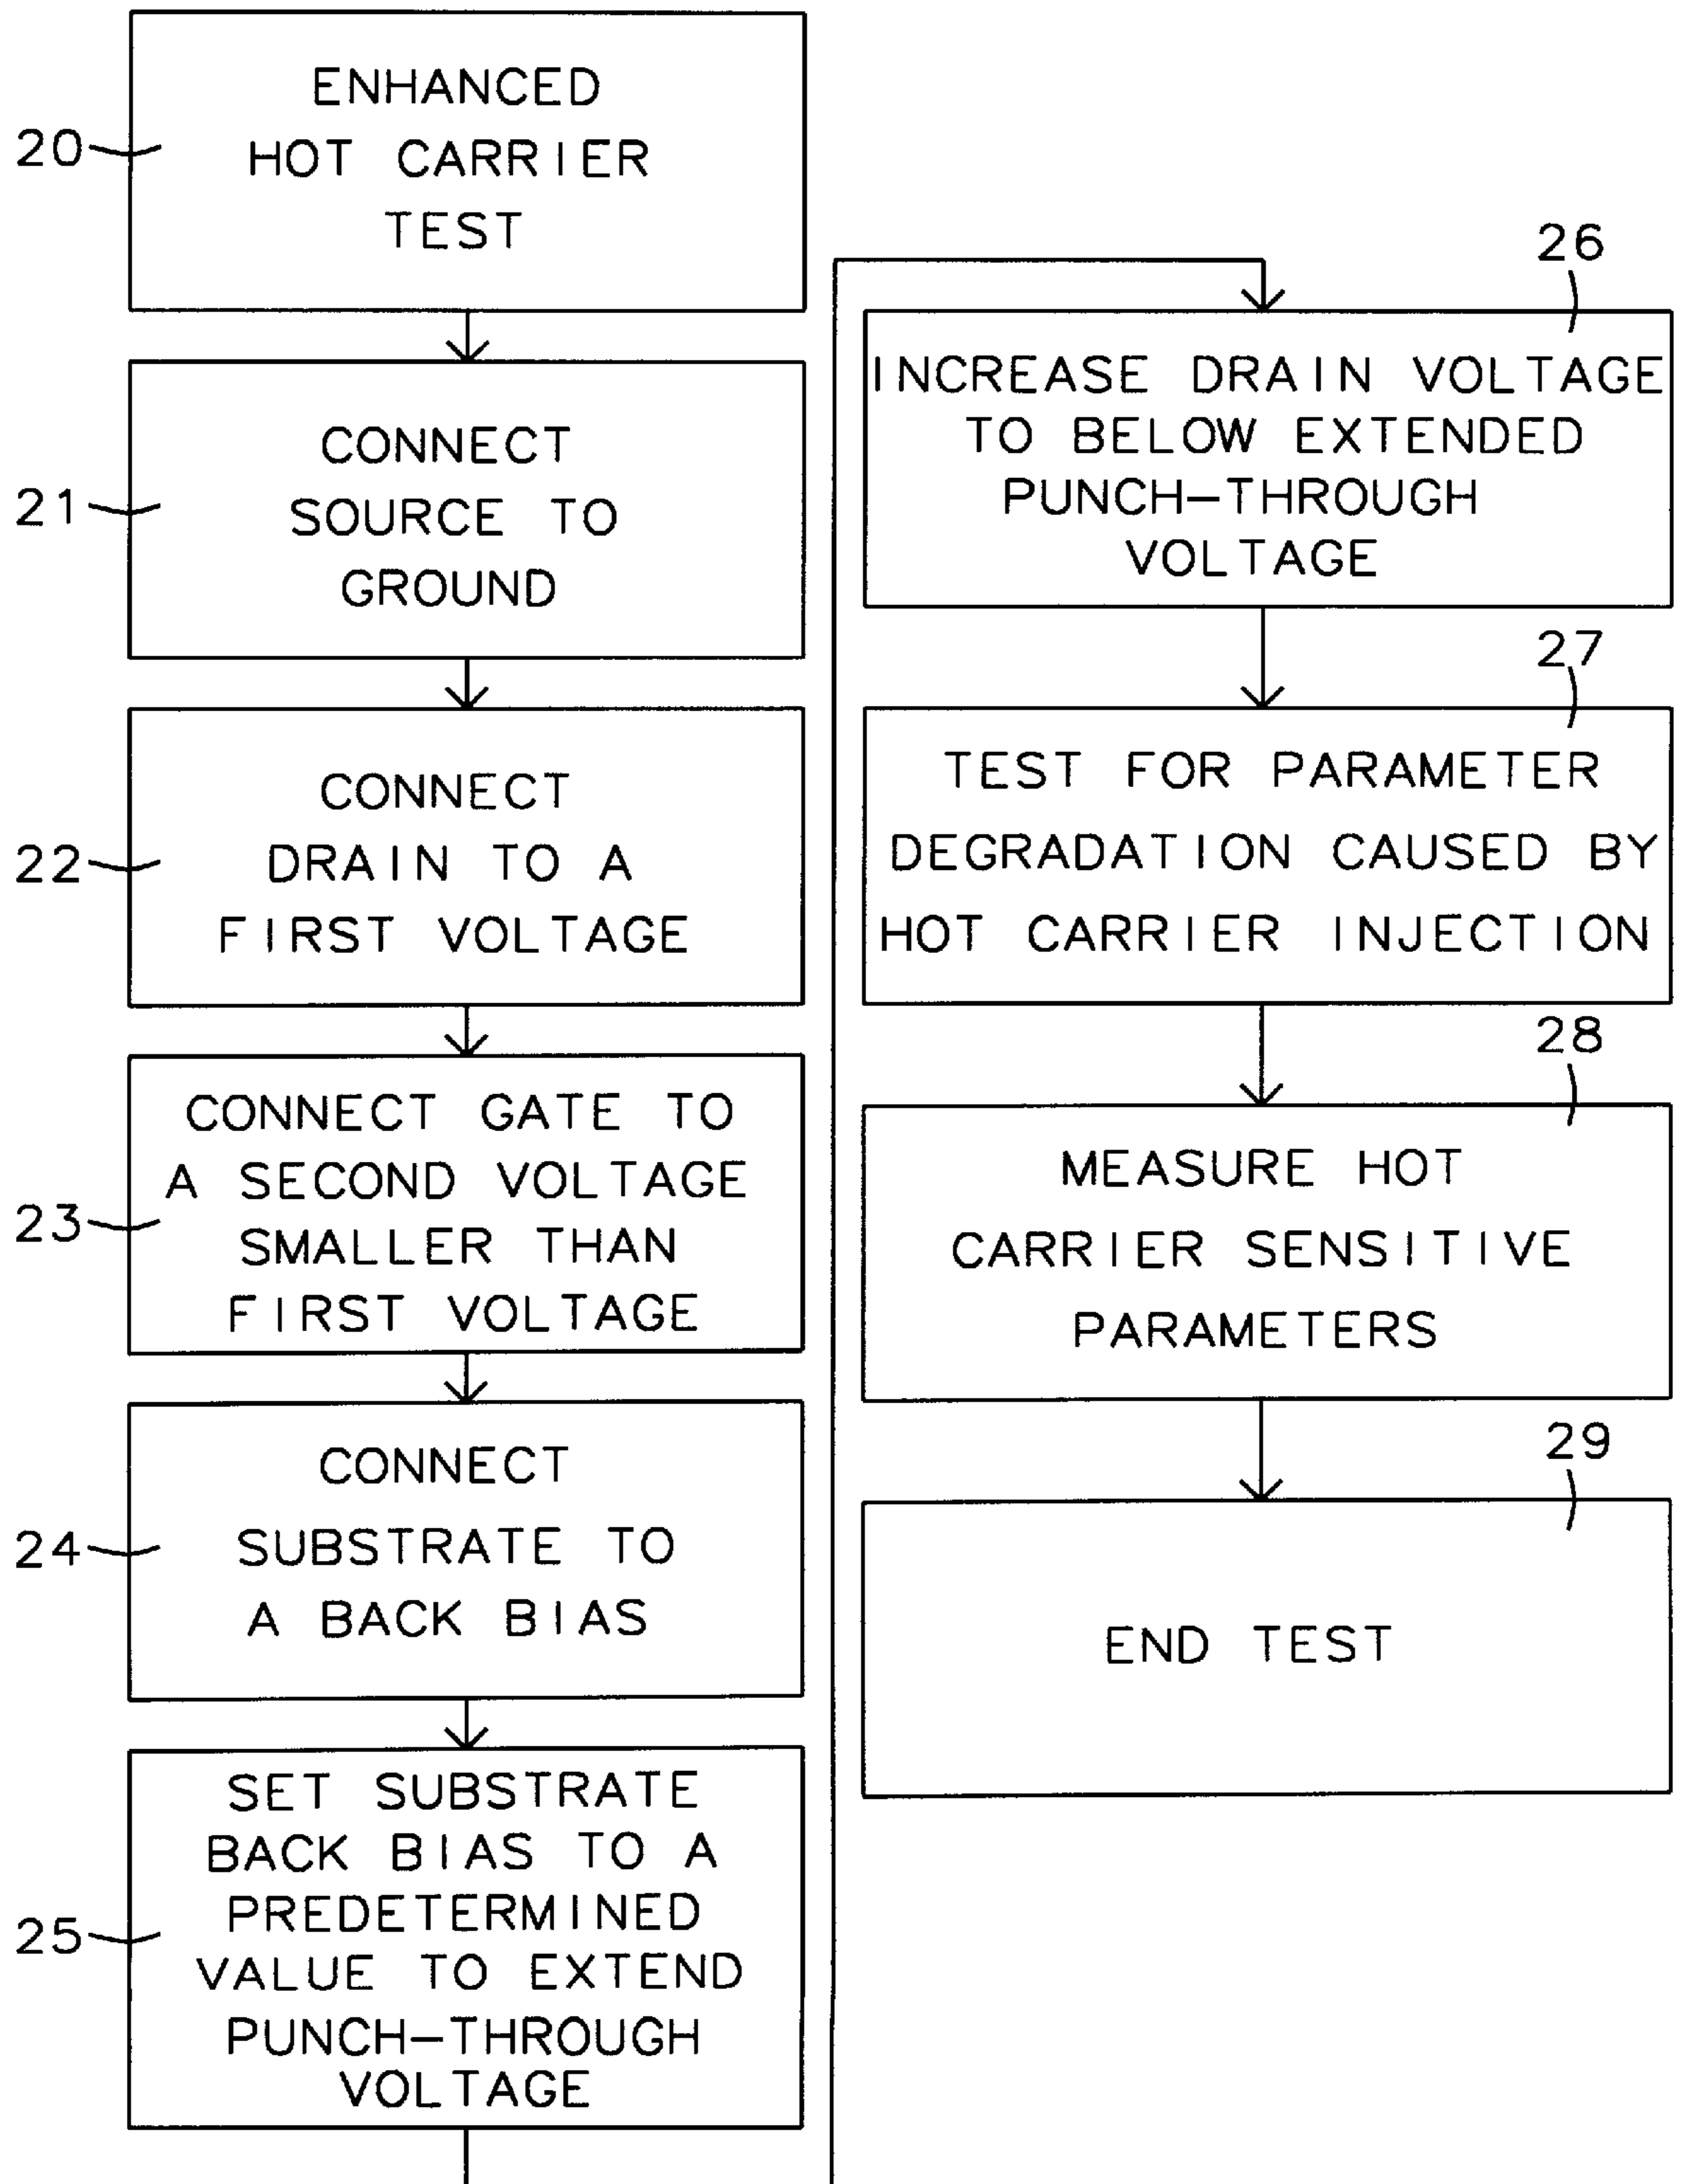 20
ENHANCED
HOT CARRIER
TEST
21
CONNECT
SOURCE TO
GROUND
22
CONNECT
DRAIN TO A
FIRST VOLTAGE
23
CONNECT GATE TO
A SECOND VOLTAGE
SMALLER THAN
FIRST VOLTAGE
24
CONNECT
SUBSTRATE TO
A BACK BIAS
25
SET SUBSTRATE
BACK BIAS TO A
PREDETERMINED
VALUE TO EXTEND
PUNCH-THROUGH
VOLTAGE
26
INCREASE DRAIN VOLTAGE
TO BELOW EXTENDED
PUNCH-THROUGH
VOLTAGE
27
TEST FOR PARAMETER
DEGRADATION CAUSED BY
HOT CARRIER INJECTION
28
MEASURE HOT
CARRIER SENSITIVE
PARAMETERS
29
END TEST